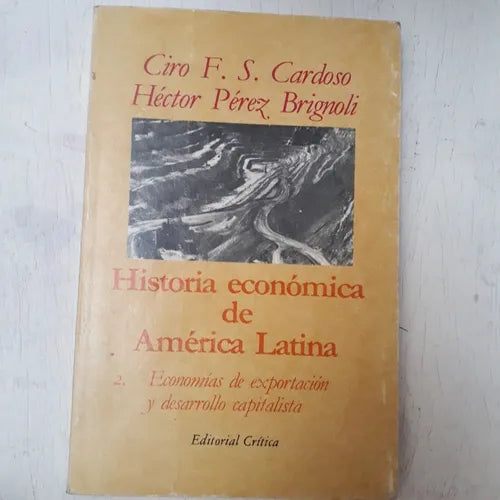 Ciro F. S. Cardoso
Héctor Pérez Brignoli
Historia económica
de
América Latina
2. Economías de exportación
y desarrollo capitalista
Editorial Crítica